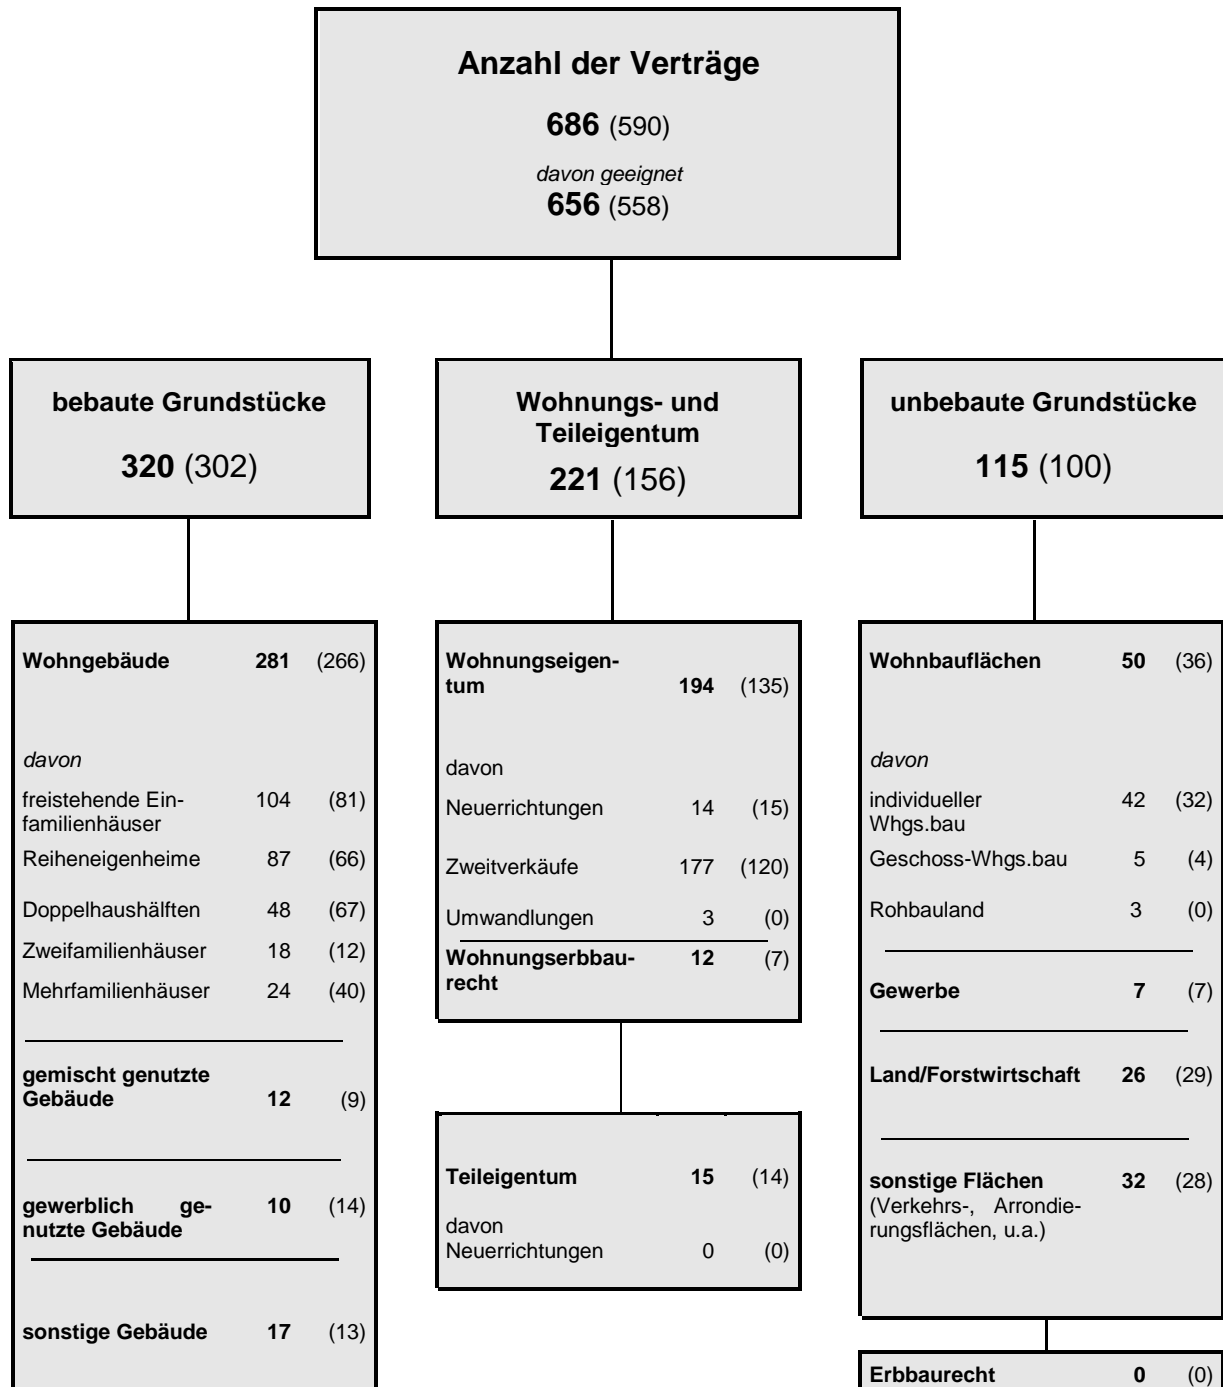 Anzahl der Verträge
686 (590)
davon geeignet
656 (558)
bebaute Grundstücke
320 (302)
Wohnungs- und
Teileigentum
221 (156)
unbebaute Grundstücke
115 (100)
Wohngebäude 281 (266)
davon
freistehende Ein- 104 (81)
familienhäuser
Reiheneigenheime 87 (66)
Doppelhaushälften 48 (67)
Zweifamilienhäuser 18 (12)
Mehrfamilienhäuser 24 (40)
gemischt genutzte
Gebäude 12 (9)
gewerblich ge- 10 (14)
nutzte Gebäude
sonstige Gebäude 17 (13)
Wohnungseigen-
tum 194 (135)
davon
Neuerrichtungen 14 (15)
Zweitverkäufe 177 (120)
Umwandlungen 3 (0)
Wohnungserbbau- 12 (7)
recht
Teileigentum 15 (14)
davon
Neuerrichtungen 0 (0)
Wohnbauflächen 50 (36)
davon
individueller 42 (32)
Whgs.bau
Geschoss-Whgs.bau 5 (4)
Rohbauland 3 (0)
Gewerbe 7 (7)
Land/Forstwirtschaft 26 (29)
sonstige Flächen 32 (28)
(Verkehrs-, Arrondie-
rungsflächen, u.a.)
Erbbaurecht 0 (0)